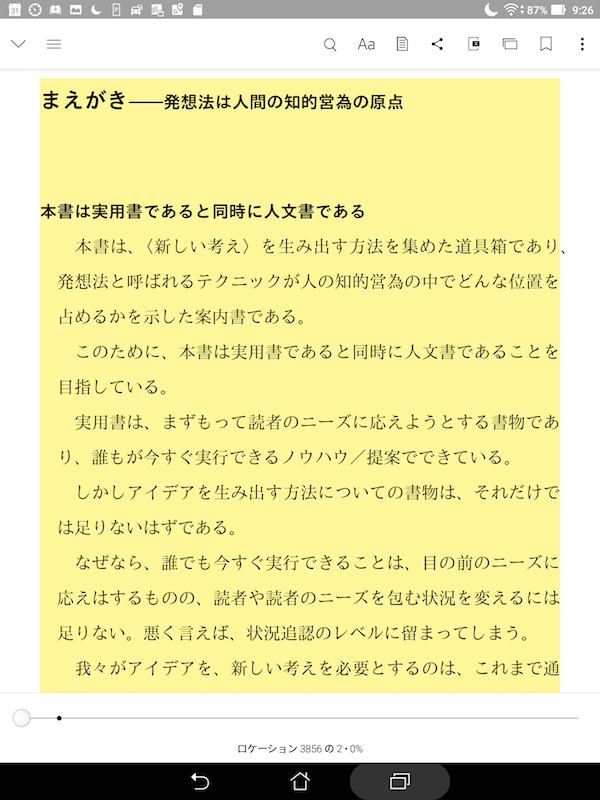 31
87%
9:26
Aa
まえがき——発想法は人間の知的営為の原点
本書は実用書であると同時に人文書である
本書は、〈新しい考え〉を生み出す方法を集めた道具箱であり、
発想法と呼ばれるテクニックが人の知的営為の中でどんな位置を
占めるかを示した案内書である。
このために、本書は実用書であると同時に人文書であることを
目指している。
実用書は、まずもって読者のニーズに応えようとする書物であ
り、誰もが今すぐ実行できるノウハウ／提案でできている。
しかしアイデアを生み出す方法についての書物は、それだけで
は足りないはずである。
なぜなら、誰でも今すぐ実行できることは、目の前のニーズに
応えはするものの、読者や読者のニーズを包む状況を変えるには
足りない。悪く言えば、状況追認のレベルに留まってしまう。
我々がアイデアを、新しい考えを必要とするのは、これまで通
ロケーション 3856 の 2 • 0%